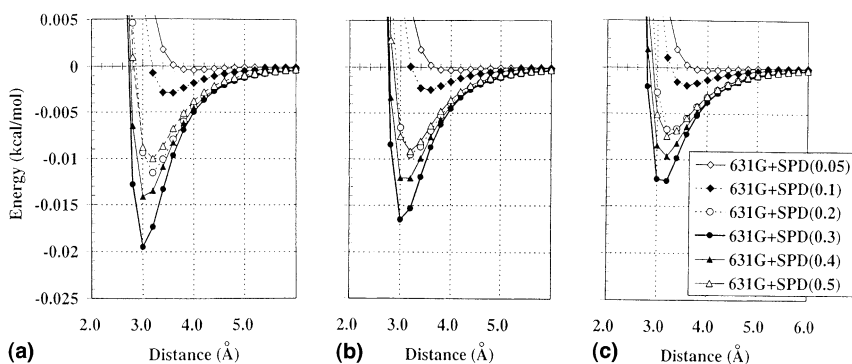 0.005
0
-0.005
-0.01
-0.015
-0.02
-0.025
Energy (kcal/mol)
2.0 3.0 4.0 5.0
2.0 3.0 4.0 5.0
2.0 3.0 4.0 5.0 6.0
(a) Distance (Å)
(b) Distance (Å)
(c) Distance (Å)
631G+SPD(0.05)
631G+SPD(0.1)
631G+SPD(0.2)
631G+SPD(0.3)
631G+SPD(0.4)
631G+SPD(0.5)